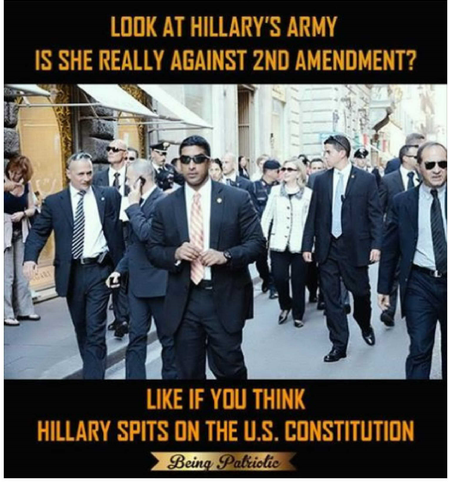 LOOK AT HILLARY'S ARMY
IS SHE REALLY AGAINST 2ND AMENDMENT?
LIKE IF YOU THINK
HILLARY SPITS ON THE U.S. CONSTITUTION
Being Patriotic